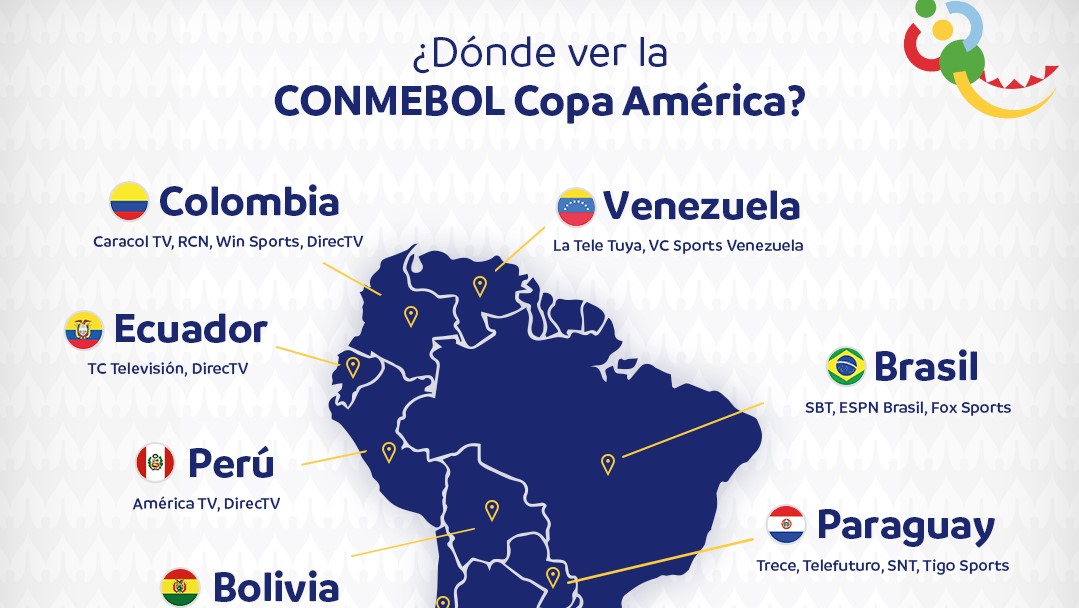 ¿Dónde ver la
CONMEBOL Copa América?
Colombia
Caracol TV, RCN, Win Sports, DirecTV
Venezuela
La Tele Tuya, VC Sports Venezuela
Ecuador
TC Televisión, DirecTV
Brasil
SBT, ESPN Brasil, Fox Sports
Perú
América TV, DirecTV
Paraguay
Trece, Telefuturo, SNT, Tigo Sports
Bolivia